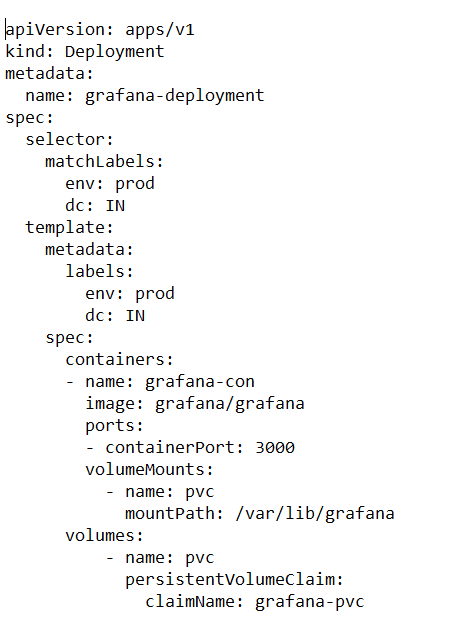 apiVersion: apps/v1
kind: Deployment
metadata:
  name: grafana-deployment
spec:
  selector:
    matchLabels:
      env: prod
      dc: IN
  template:
    metadata:
      labels:
        env: prod
        dc: IN
    spec:
      containers:
      - name: grafana-con
        image: grafana/grafana
        ports:
        - containerPort: 3000
        volumeMounts:
          - name: pvc
            mountPath: /var/lib/grafana
      volumes:
          - name: pvc
            persistentVolumeClaim:
              claimName: grafana-pvc